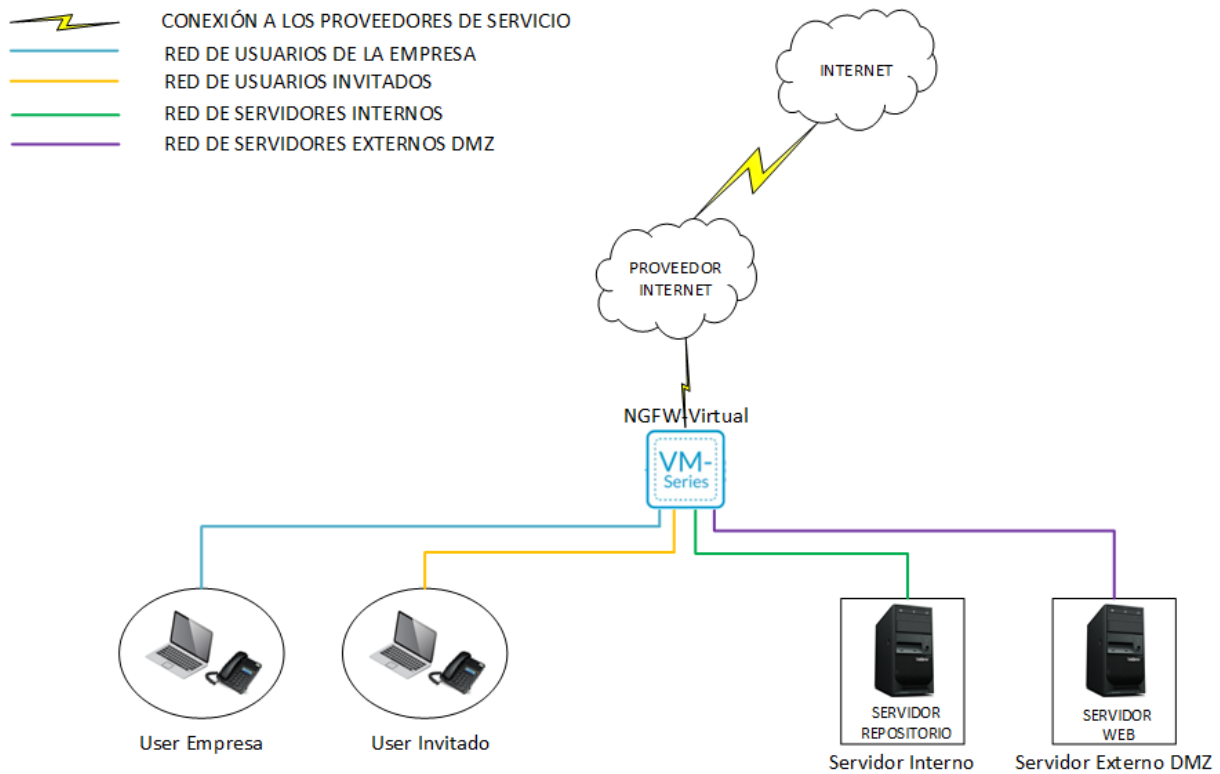 CONEXIÓN A LOS PROVEEDORES DE SERVICIO
RED DE USUARIOS DE LA EMPRESA
RED DE USUARIOS INVITADOS
RED DE SERVIDORES INTERNOS
RED DE SERVIDORES EXTERNOS DMZ
INTERNET
PROVEEDOR
INTERNET
NGFW-Virtual
VM-
Series
User Empresa
User Invitado
SERVIDOR
REPOSITORIO
Servidor Interno
SERVIDOR
WEB
Servidor Externo DMZ